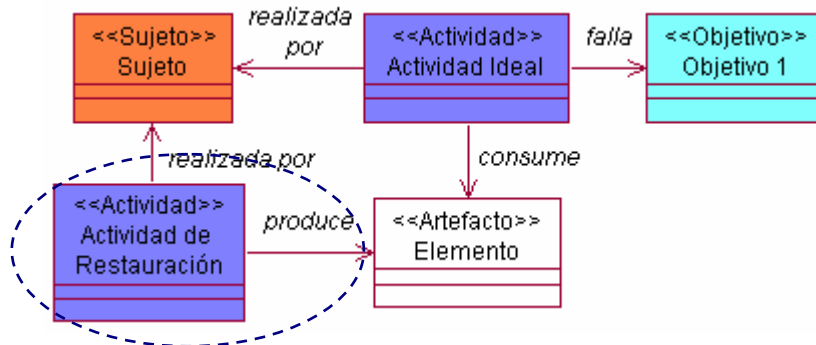 <<Sujeto>>
Sujeto
realizada
por
<<Actividad>>
Actividad Ideal
falla
<<Objetivo>>
Objetivo 1
realizada por
consume
<<Actividad>>
Actividad de
Restauración
produce
<<Artefacto>>
Elemento